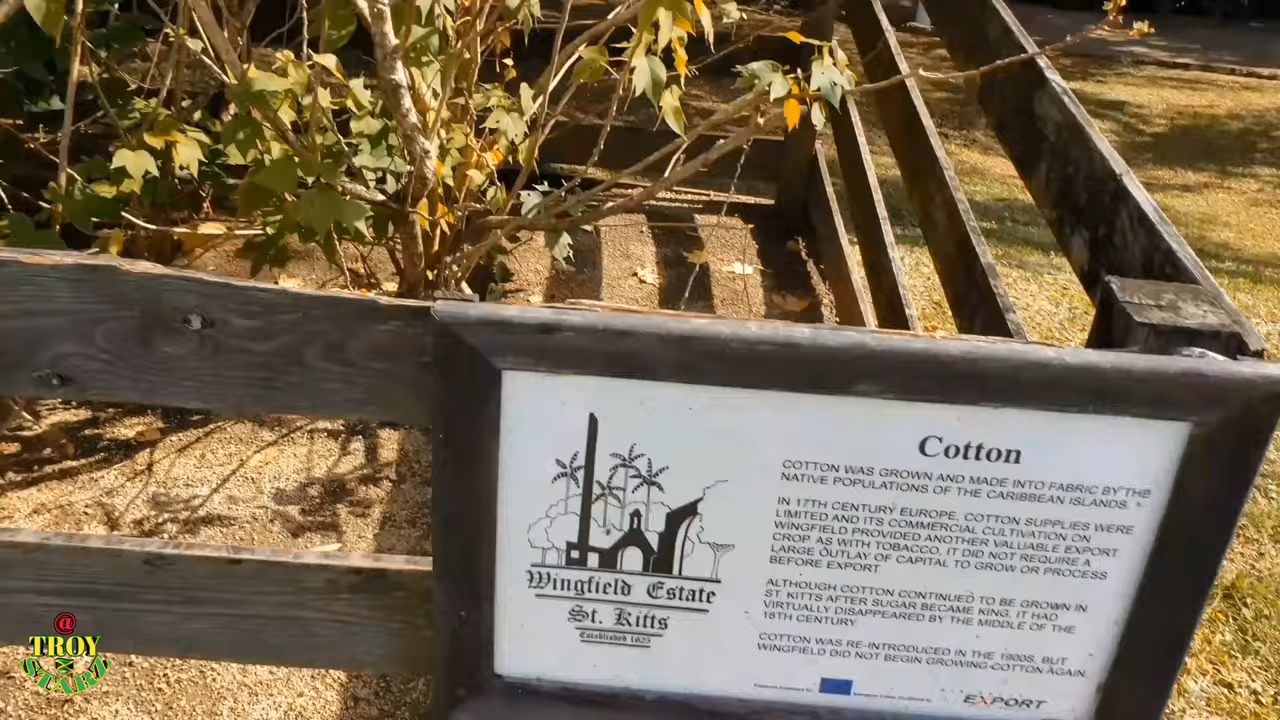 Cotton
COTTON WAS GROWN AND MADE INTO FABRIC BY THE
NATIVE POPULATIONS OF THE CARIBBEAN ISLANDS.
IN 17TH CENTURY EUROPE, COTTON SUPPLIES WERE
LIMITED AND ITS COMMERCIAL CULTIVATION ON
WINGFIELD PROVIDED ANOTHER VALUABLE EXPORT
CROP. AS WITH TOBACCO, IT DID NOT REQUIRE A
LARGE OUTLAY OF CAPITAL TO GROW OR PROCESS
BEFORE EXPORT
ALTHOUGH COTTON CONTINUED TO BE GROWN IN
ST. KITTS AFTER SUGAR BECAME KING, IT HAD
VIRTUALLY DISAPPEARED BY THE MIDDLE OF THE
18TH CENTURY
COTTON WAS RE-INTRODUCED IN THE 1900S, BUT
WINGFIELD DID NOT BEGIN GROWING COTTON AGAIN.
Wingfield Estate
St. Kitts
Established 1625
EXPORT
@
TROY
STARR